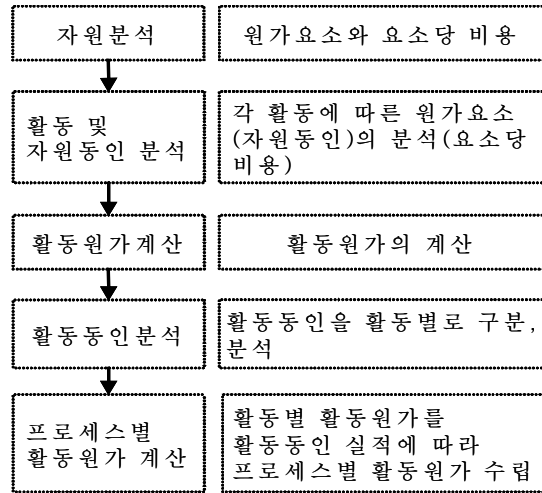 자원분석
원가요소와 요소당 비용
활동 및
자원동인 분석
각 활동에 따른 원가요소
(자원동인)의 분석(요소당
비용)
활동원가계산
활동원가의 계산
활동동인분석
활동동인을 활동별로 구분,
분석
프로세스별
활동원가 계산
활동별 활동원가를
활동동인 실적에 따라
프로세스별 활동원가 수립